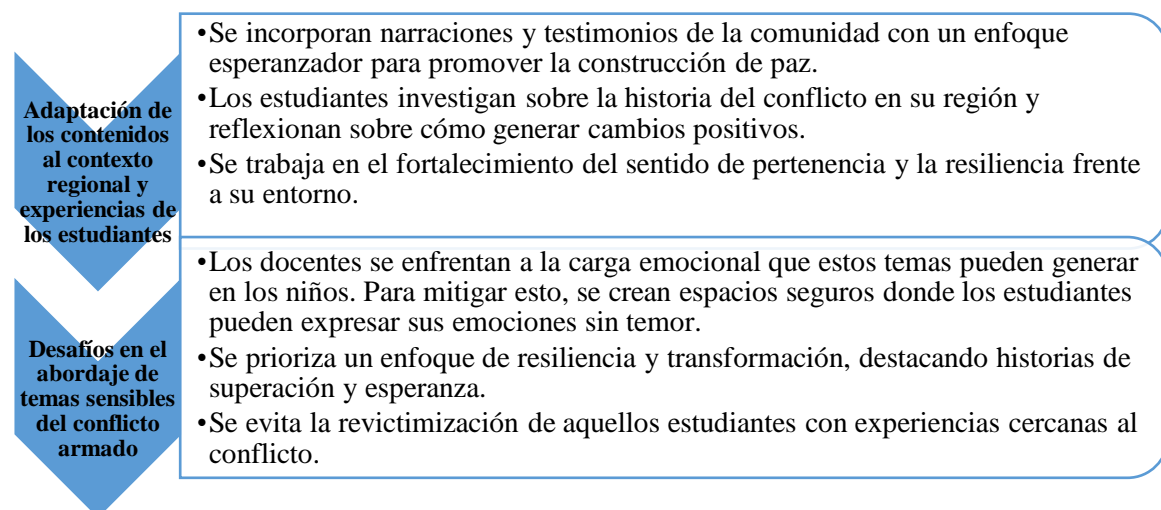 Adaptación de
los contenidos
al contexto
regional y
experiencias de
los estudiantes
•Se incorporan narraciones y testimonios de la comunidad con un enfoque
esperanzador para promover la construcción de paz.
•Los estudiantes investigan sobre la historia del conflicto en su región y
reflexionan sobre cómo generar cambios positivos.
•Se trabaja en el fortalecimiento del sentido de pertenencia y la resiliencia frente
a su entorno.
Desafíos en el
abordaje de
temas sensibles
del conflicto
armado
•Los docentes se enfrentan a la carga emocional que estos temas pueden generar
en los niños. Para mitigar esto, se crean espacios seguros donde los estudiantes
pueden expresar sus emociones sin temor.
•Se prioriza un enfoque de resiliencia y transformación, destacando historias de
superación y esperanza.
•Se evita la revictimización de aquellos estudiantes con experiencias cercanas al
conflicto.